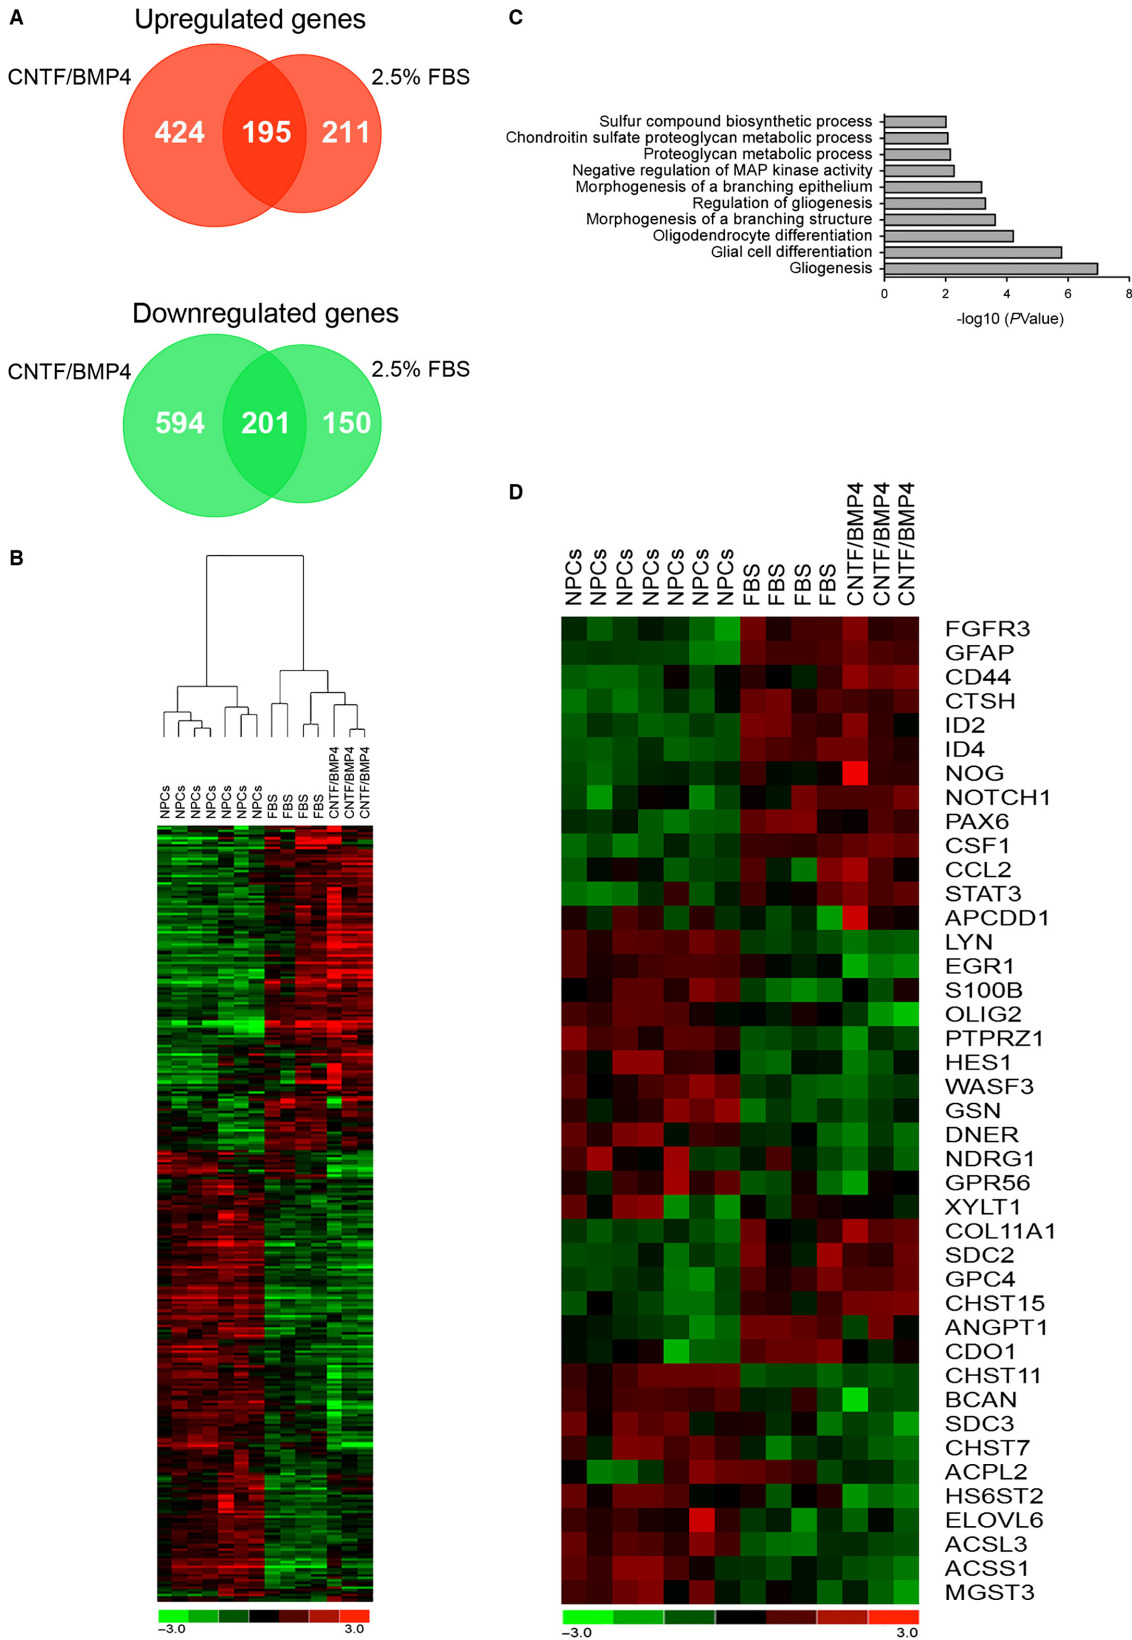 A
Upregulated genes
CNTF/BMP4
2.5% FBS
424
195
211
Downregulated genes
CNTF/BMP4
2.5% FBS
594
201
150
B
NPCs
NPCs
NPCs
NPCs
NPCs
NPCs
NPCs
FBS
FBS
FBS
FBS
CNTF/BMP4
CNTF/BMP4
CNTF/BMP4
−3.0
3.0
C
Sulfur compound biosynthetic process
Chondroitin sulfate proteoglycan metabolic process
Proteoglycan metabolic process
Negative regulation of MAP kinase activity
Morphogenesis of a branching epithelium
Regulation of gliogenesis
Morphogenesis of a branching structure
Oligodendrocyte differentiation
Glial cell differentiation
Gliogenesis
0 2 4 6 8
-log10 (PValue)
D
NPCs
NPCs
NPCs
NPCs
NPCs
NPCs
NPCs
FBS
FBS
FBS
FBS
CNTF/BMP4
CNTF/BMP4
CNTF/BMP4
FGFR3
GFAP
CD44
CTSH
ID2
ID4
NOG
NOTCH1
PAX6
CSF1
CCL2
STAT3
APCDD1
LYN
EGR1
S100B
OLIG2
PTPRZ1
HES1
WASF3
GSN
DNER
NDRG1
GPR56
XYLT1
COL11A1
SDC2
GPC4
CHST15
ANGPT1
CDO1
CHST11
BCAN
SDC3
CHST7
ACPL2
HS6ST2
ELOVL6
ACSL3
ACSS1
MGST3
−3.0
3.0